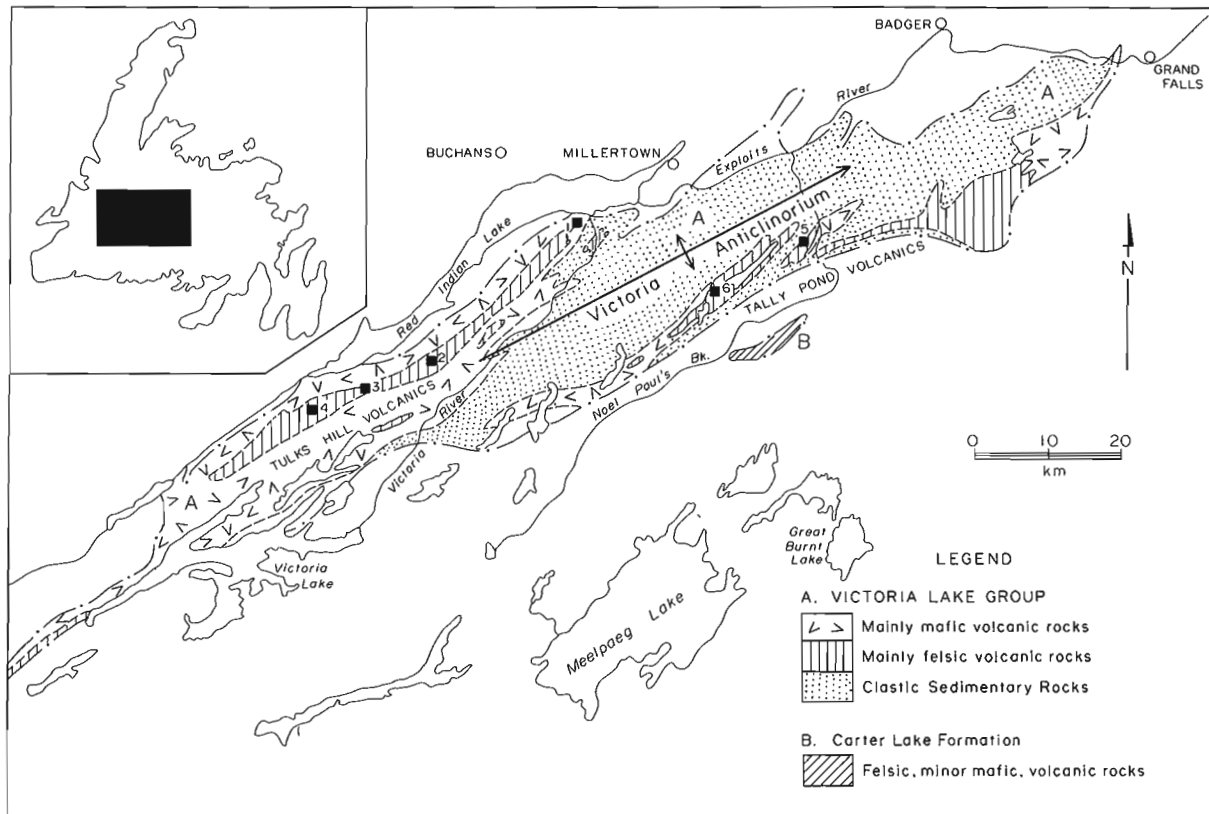 BADGER
GRAND
FALLS
River
Exploits
BUCHANS
MILLERTOWN
A
A
1
Red Indian Lake
Victoria Anticlinorium
5
6
TALLY POND VOLCANICS
B
N
2
3
4
TULKS HILL VOLCANICS
Noel Paul's Bk.
Victoria River
A
0 10 20
km
Victoria
Lake
Meelpaeg Lake
Great
Burnt
Lake
LEGEND
A. VICTORIA LAKE GROUP
Mainly mafic volcanic rocks
Mainly felsic volcanic rocks
Clastic Sedimentary Rocks
B. Carter Lake Formation
Felsic, minor mafic, volcanic rocks